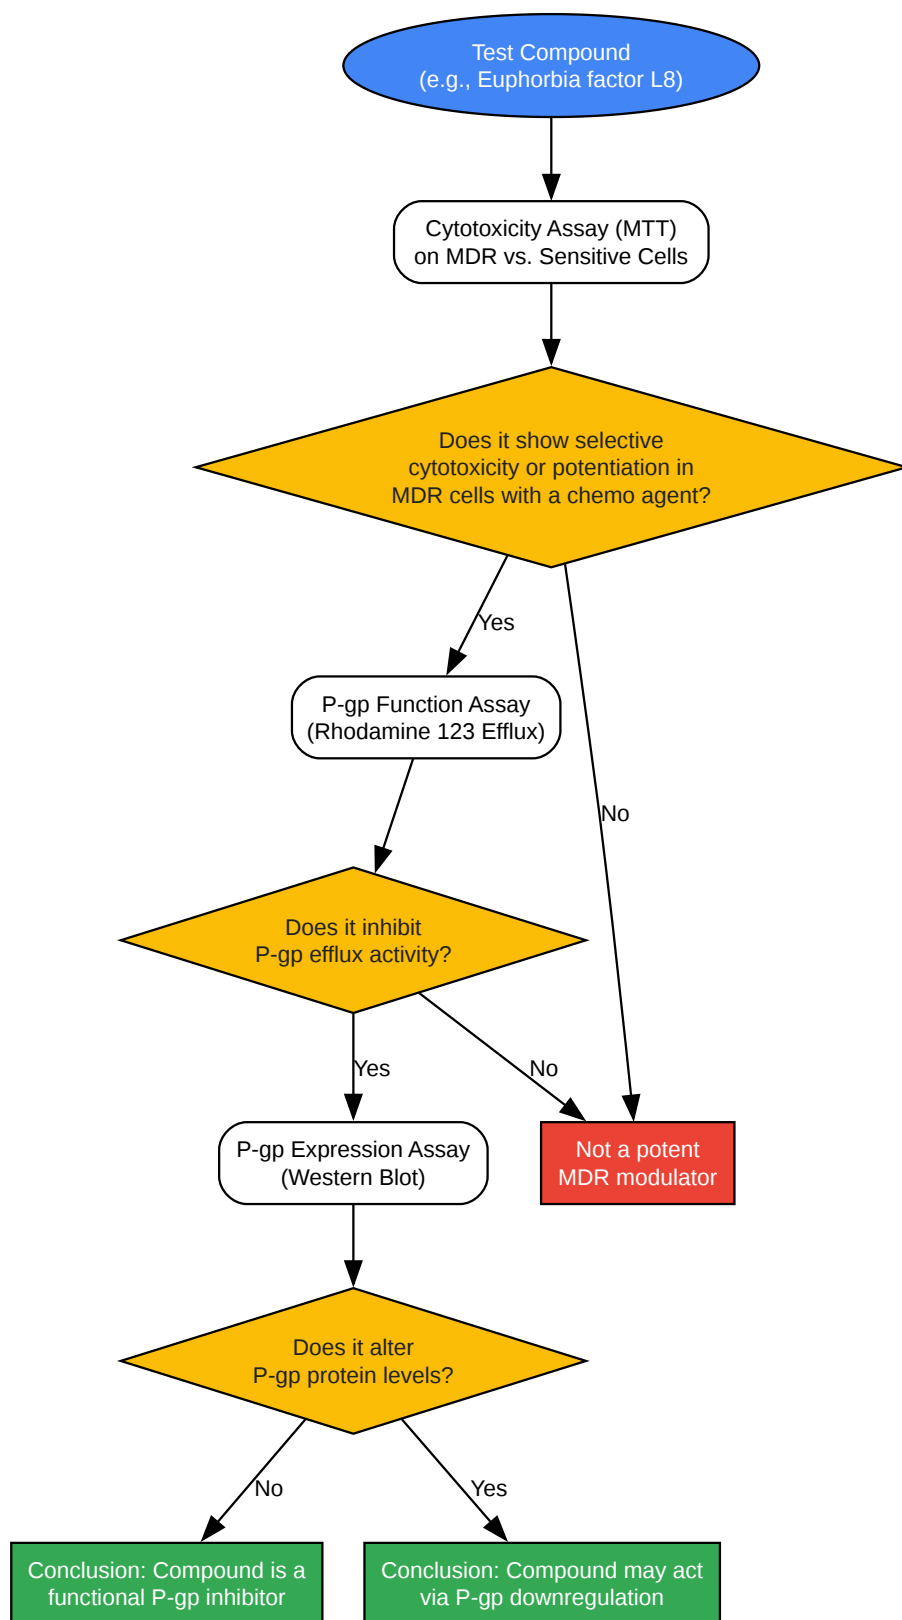 Test Compound
(e.g., Euphorbia factor L8)
Cytotoxicity Assay (MTT)
on MDR vs. Sensitive Cells
Does it show selective
cytotoxicity or potentiation in
MDR cells with a chemo agent?
Yes
P-gp Function Assay
(Rhodamine 123 Efflux)
No
Does it inhibit
P-gp efflux activity?
Yes
No
P-gp Expression Assay
(Western Blot)
Not a potent
MDR modulator
Does it alter
P-gp protein levels?
No
Yes
Conclusion: Compound is a
functional P-gp inhibitor
Conclusion: Compound may act
via P-gp downregulation